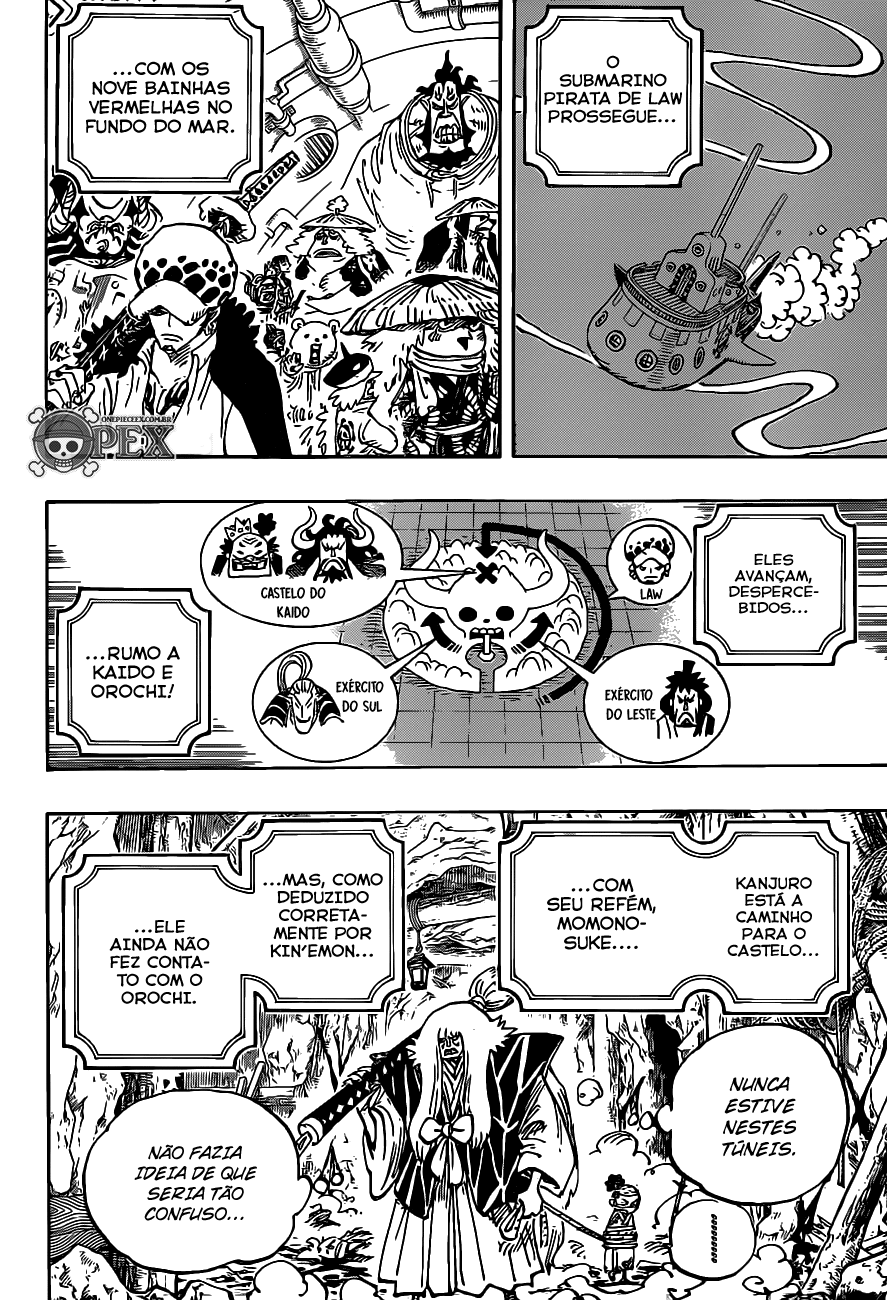 O
SUBMARINO
PIRATA DE LAW
PROSSEGUE...
...COM OS
NOVE BAINHAS
VERMELHAS NO
FUNDO DO MAR.
ONEPIECEEX.COM.BR
OPEX
ELES
AVANÇAM,
DESPERCE-
BIDOS...
LAW
CASTELO DO
KAIDO
EXÉRCITO
DO LESTE
EXÉRCITO
DO SUL
...RUMO A
KAIDO E
OROCHI!
KANJURO
ESTÁ A
CAMINHO
PARA O
CASTELO...
...COM
SEU REFÉM,
MOMONO-
SUKE....
...MAS, COMO
DEDUZIDO
CORRETA-
MENTE POR
KIN'EMON...
...ELE
AINDA NÃO
FEZ CONTA-
TO COM O
OROCHI.
NUNCA
ESTIVE
NESTES
TÚNEIS.
NÃO FAZIA
IDEIA DE QUE
SERIA TÃO
CONFUSO...